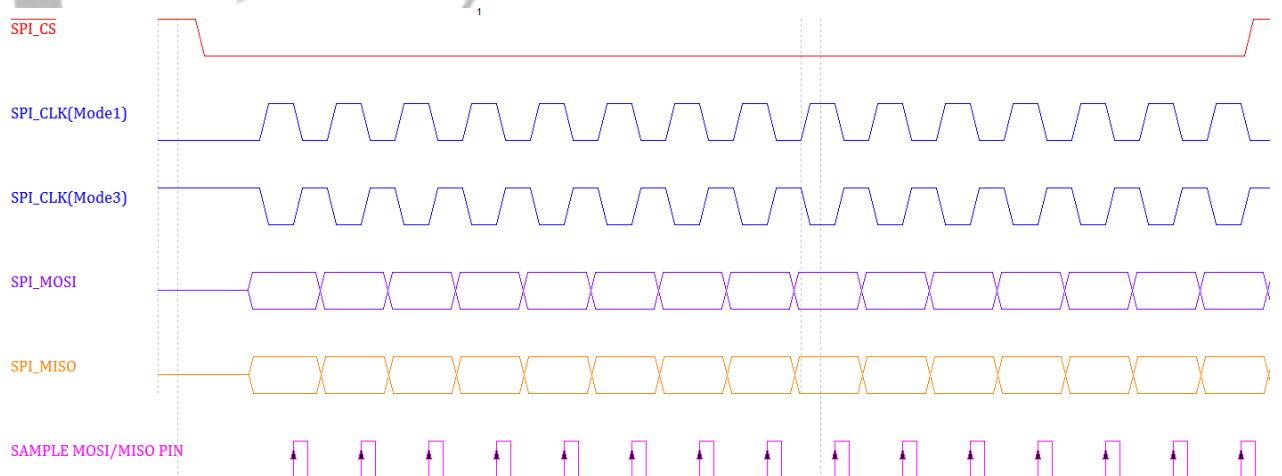 1
SPI_CS
SPI_CLK(Mode1)
SPI_CLK(Mode3)
SPI_MOSI
SPI_MISO
SAMPLE MOSI/MISO PIN